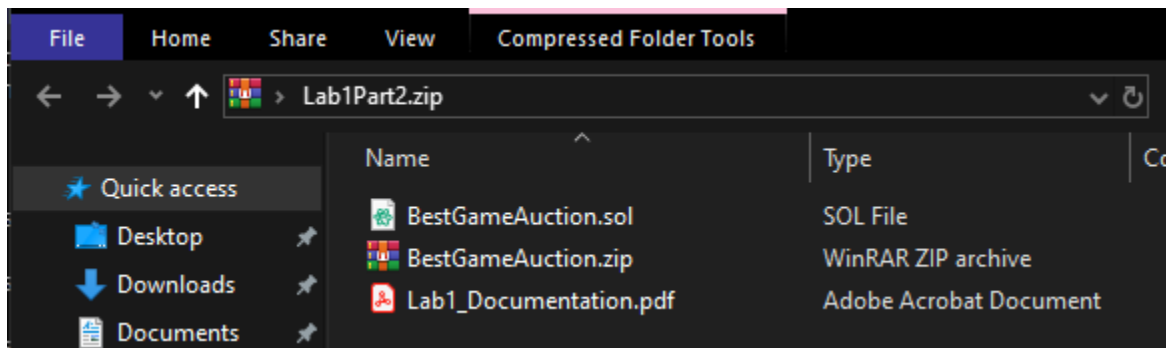 File Home Share View Compressed Folder Tools
Lab1Part2.zip
Name Type
Quick access
BestGameAuction.sol SOL File
Desktop
BestGameAuction.zip WinRAR ZIP archive
Downloads
Lab1_Documentation.pdf Adobe Acrobat Document
Documents